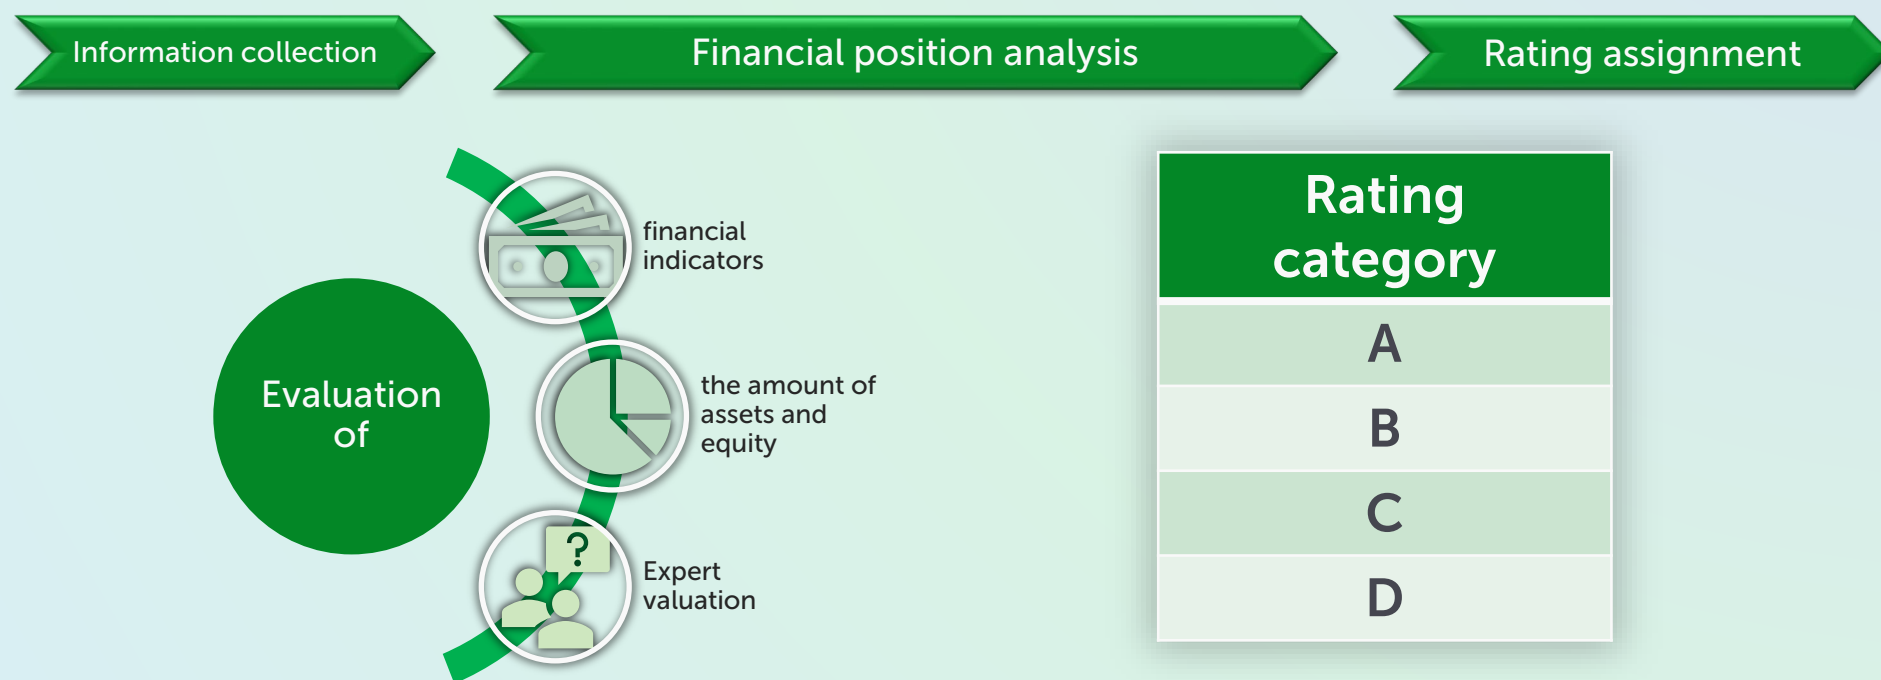 Information collection
Financial position analysis
Rating assignment
Evaluation
of
financial
indicators
the amount of
assets and
equity
?
Expert
valuation
Rating
category
A
B
C
D